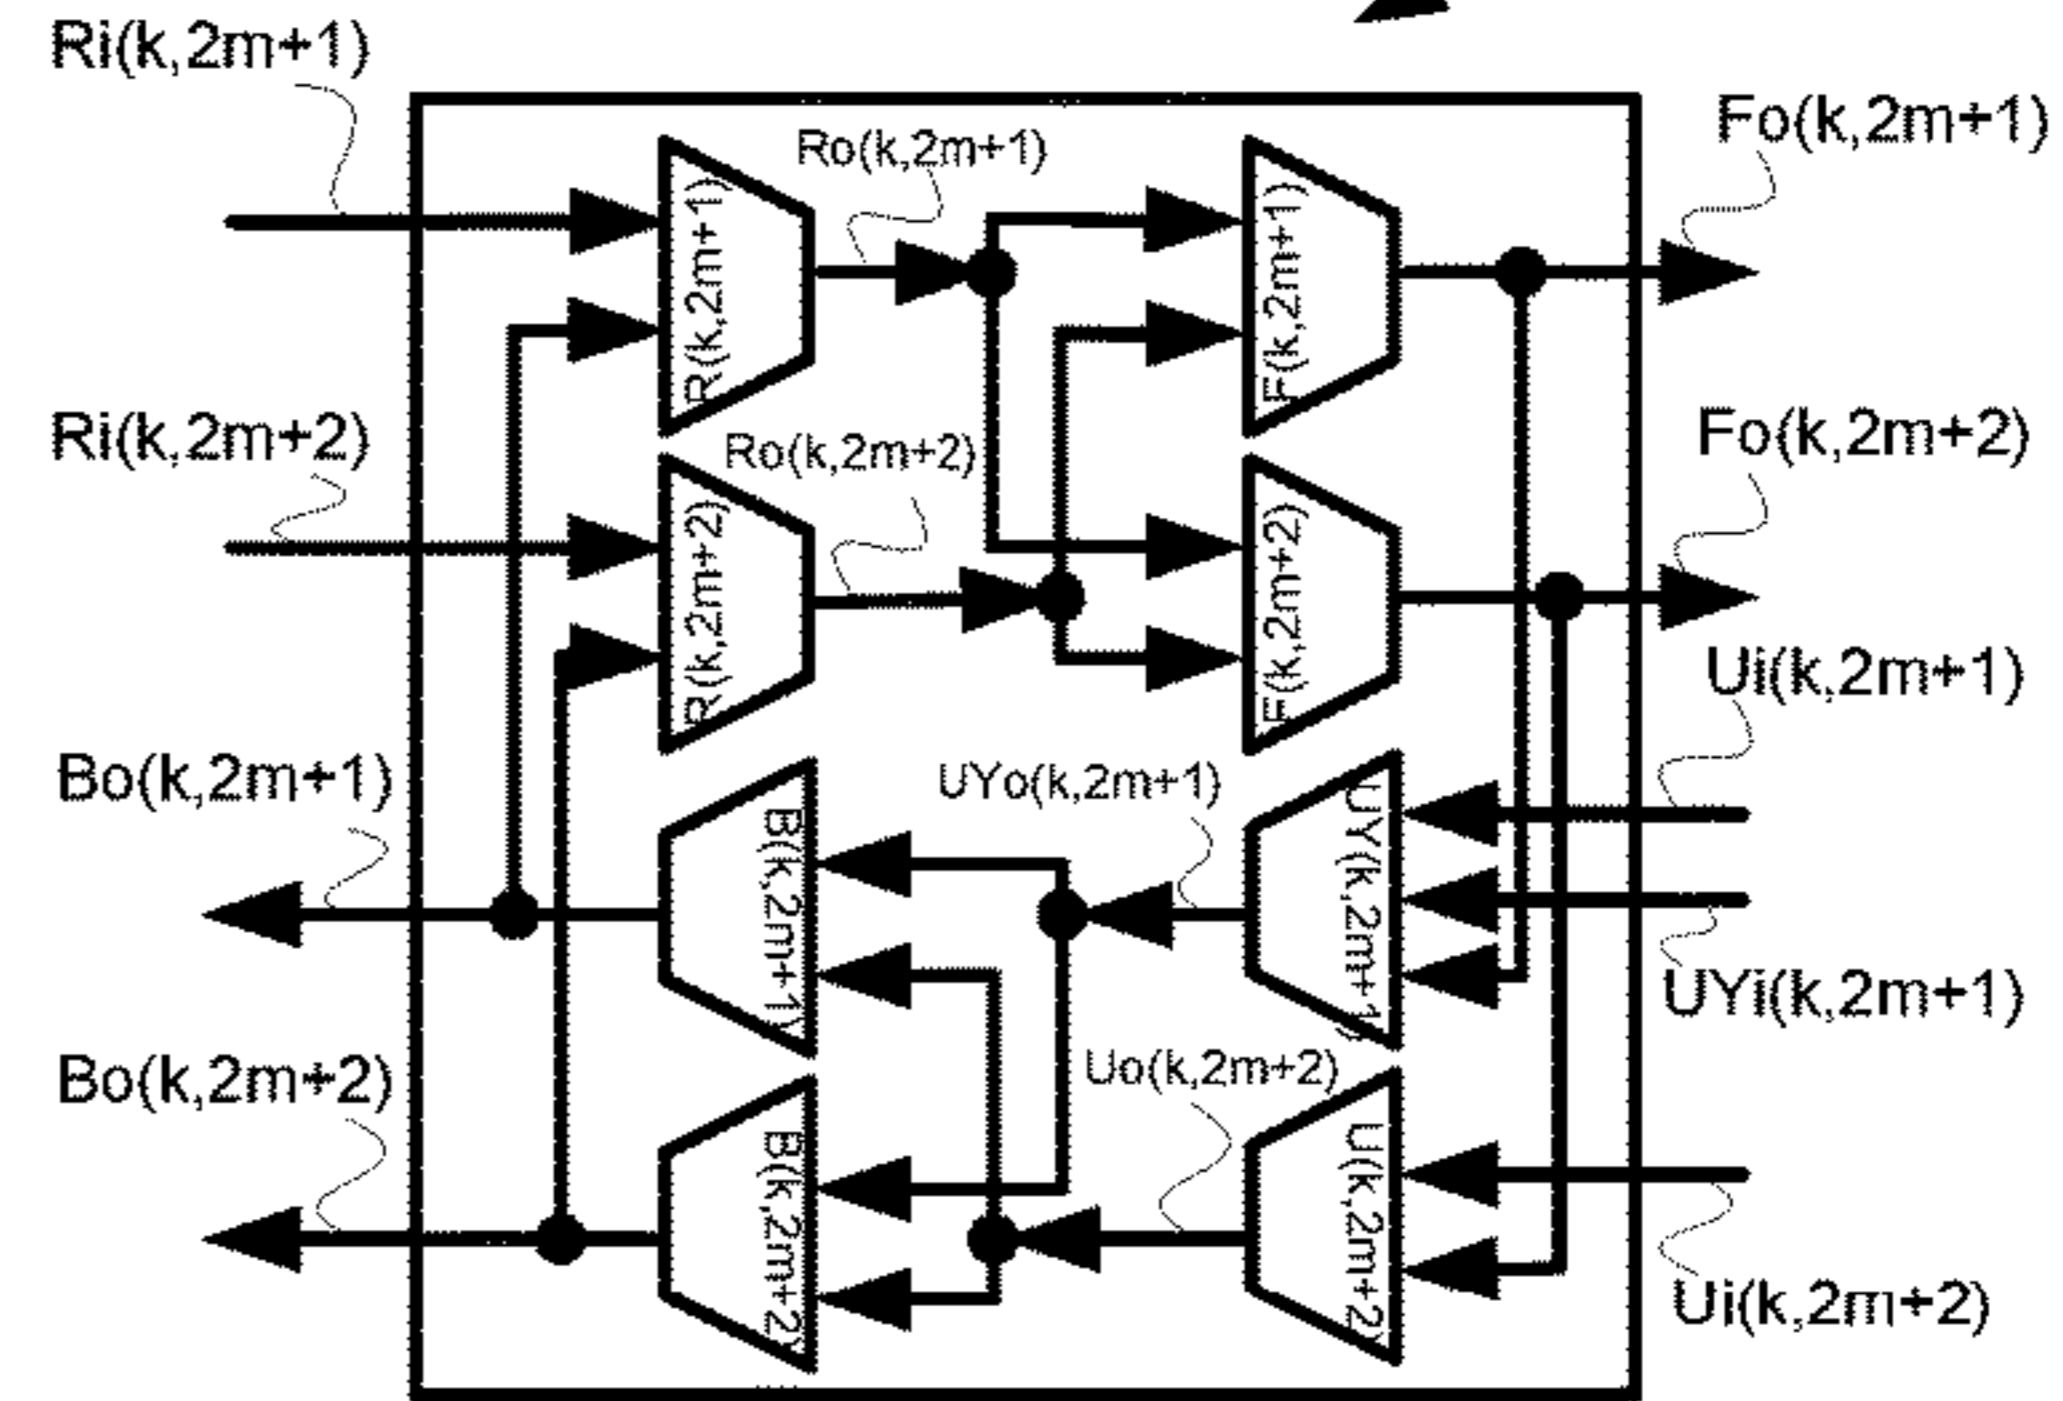 Ri(k,2m+1)
Fo(k,2m+1)
Ro(k,2m+1)
R(k,2m+1)
F(k,2m+1)
Ri(k,2m+2)
Ro(k,2m+2)
Fo(k,2m+2)
R(k,2m+2)
F(k,2m+2)
Ui(k,2m+1)
Bo(k,2m+1)
UYo(k,2m+1)
B(k,2m+1)
UY(k,2m+1)
UYi(k,2m+1)
Bo(k,2m+2)
Uo(k,2m+2)
B(k,2m+2)
U(k,2m+2)
Ui(k,2m+2)